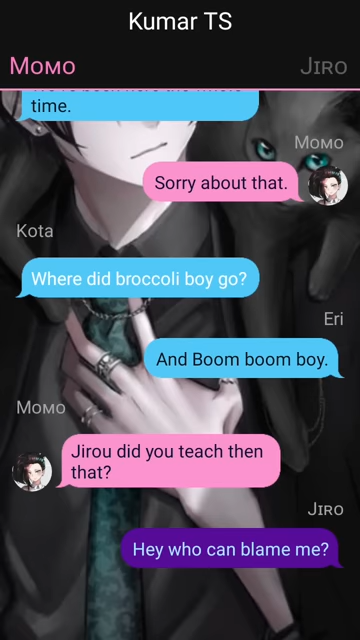 Kumar TS
Momo
Jiro
time.
Momo
Sorry about that.
Kota
Where did broccoli boy go?
Eri
And Boom boom boy.
Momo
Jirou did you teach then
that?
Jiro
Hey who can blame me?